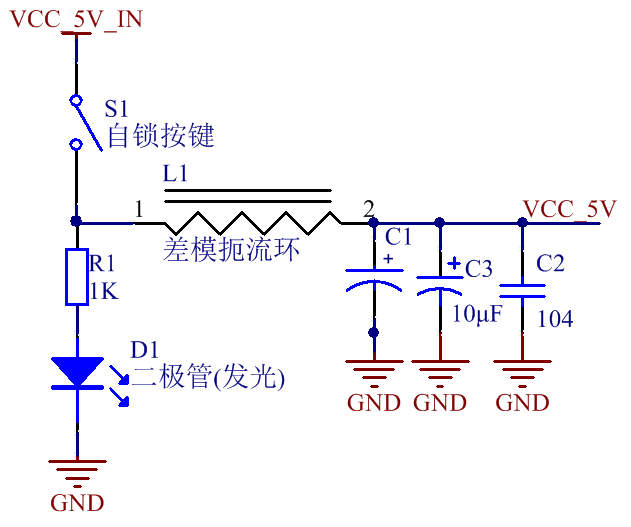 VCC_5V_IN
S1
自锁按键
L1
1
2
VCC_5V
差模扼流环
C1
+
+
C3
C2
R1
1K
10μF
104
D1
二极管(发光)
GND
GND
GND
GND